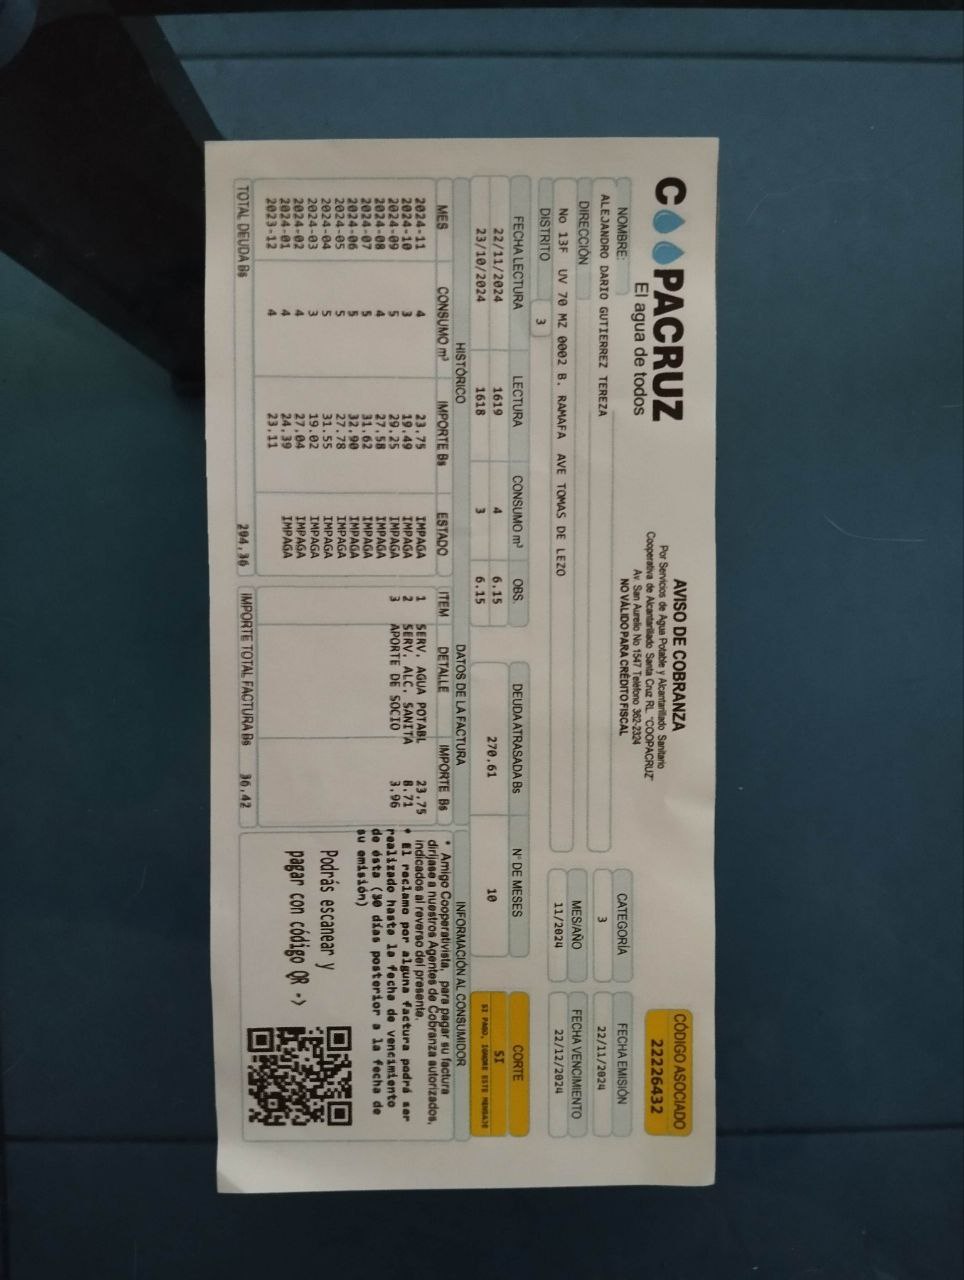 COOPACRUZ
El agua de todos
AVISO DE COBRANZA
Por Servicios de Agua Potable y Alcantarillado Sanitario
Cooperativa de Alcantarillado Santa Cruz RL. "COOPACRUZ"
Av. San Aurelio No 1547 Teléfono 362-2324
NO VÁLIDO PARA CRÉDITO FISCAL
CÓDIGO ASOCIADO
22226432
NOMBRE:
ALEJANDRO DARIO GUTIERREZ TEREZA
CATEGORÍA
3
FECHA EMISIÓN
22/11/2024
DIRECCIÓN
No 13F UV 70 MZ 0002 B. RAMAFA AVE TOMAS DE LEZO
MES/AÑO
11/2024
FECHA VENCIMIENTO
22/12/2024
DISTRITO 3
FECHA LECTURA LECTURA CONSUMO m³ OBS.
22/11/2024 1619 4 6.15
23/10/2024 1618 3 6.15
DEUDA ATRASADA Bs N° DE MESES
270.61 10
CORTE
SI
SI PAGO, IGNORE ESTE MENSAJE
HISTÓRICO
MES CONSUMO m³ IMPORTE Bs ESTADO
2024-11 4 23.75 IMPAGA
2024-10 3 19.49 IMPAGA
2024-09 5 29.25 IMPAGA
2024-08 4 27.58 IMPAGA
2024-07 5 31.62 IMPAGA
2024-06 5 32.90 IMPAGA
2024-05 5 27.78 IMPAGA
2024-04 5 31.55 IMPAGA
2024-03 3 19.02 IMPAGA
2024-02 4 27.04 IMPAGA
2024-01 4 24.39 IMPAGA
2023-12 4 23.11
TOTAL DEUDA Bs 294,36
DATOS DE LA FACTURA
ITEM DETALLE IMPORTE Bs
1 SERV. AGUA POTABL 23.75
2 SERV. ALC. SANITA 8.71
3 APORTE DE SOCIO 3.96
IMPORTE TOTAL FACTURA Bs 36,42
INFORMACIÓN AL CONSUMIDOR
* Amigo Cooperativista, para pagar su factura
diríjase a nuestros Agentes de Cobranza autorizados,
indicados al reverso del presente.
* El reclamo por alguna factura podrá ser
realizado hasta la fecha de vencimiento
de ésta (30 días posterior a la fecha de
su emisión)
Podrás escanear y
pagar con código QR =>